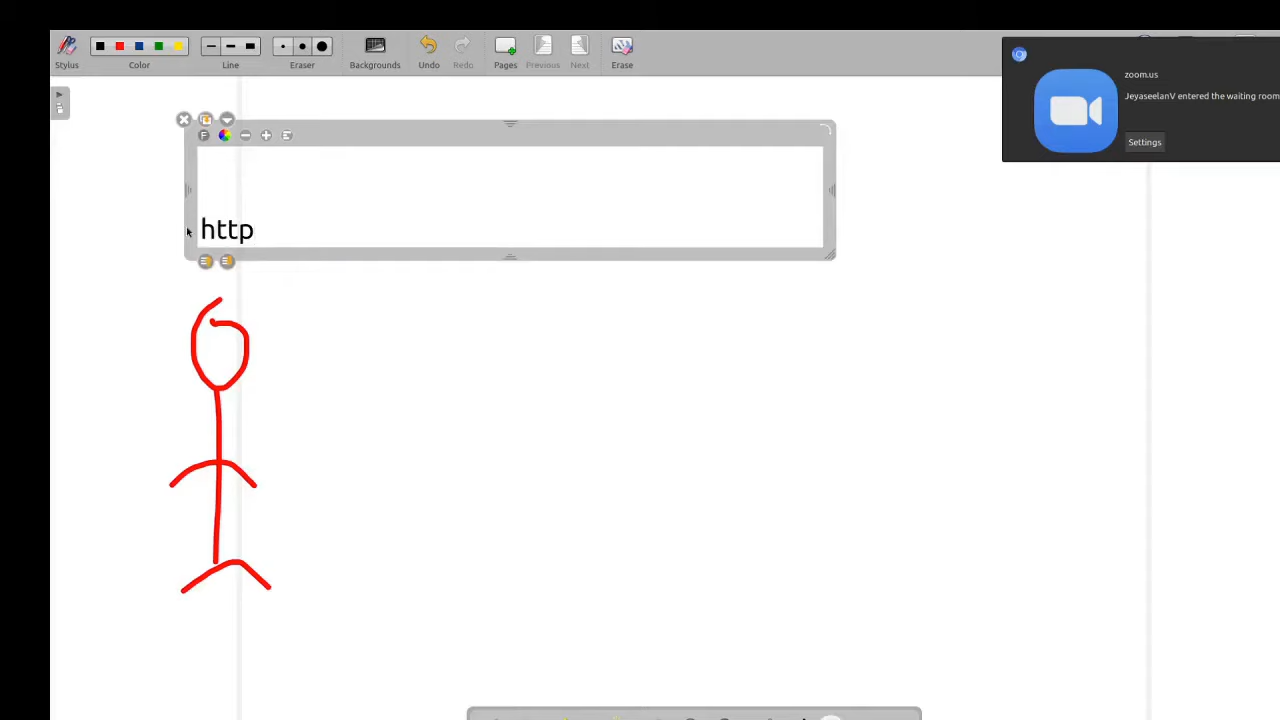 Stylus
Color
Line
Eraser
Backgrounds
Undo
Redo
Pages
Previous
Next
Erase
zoom.us
JeyaseelanV entered the waiting room
Settings
F
http